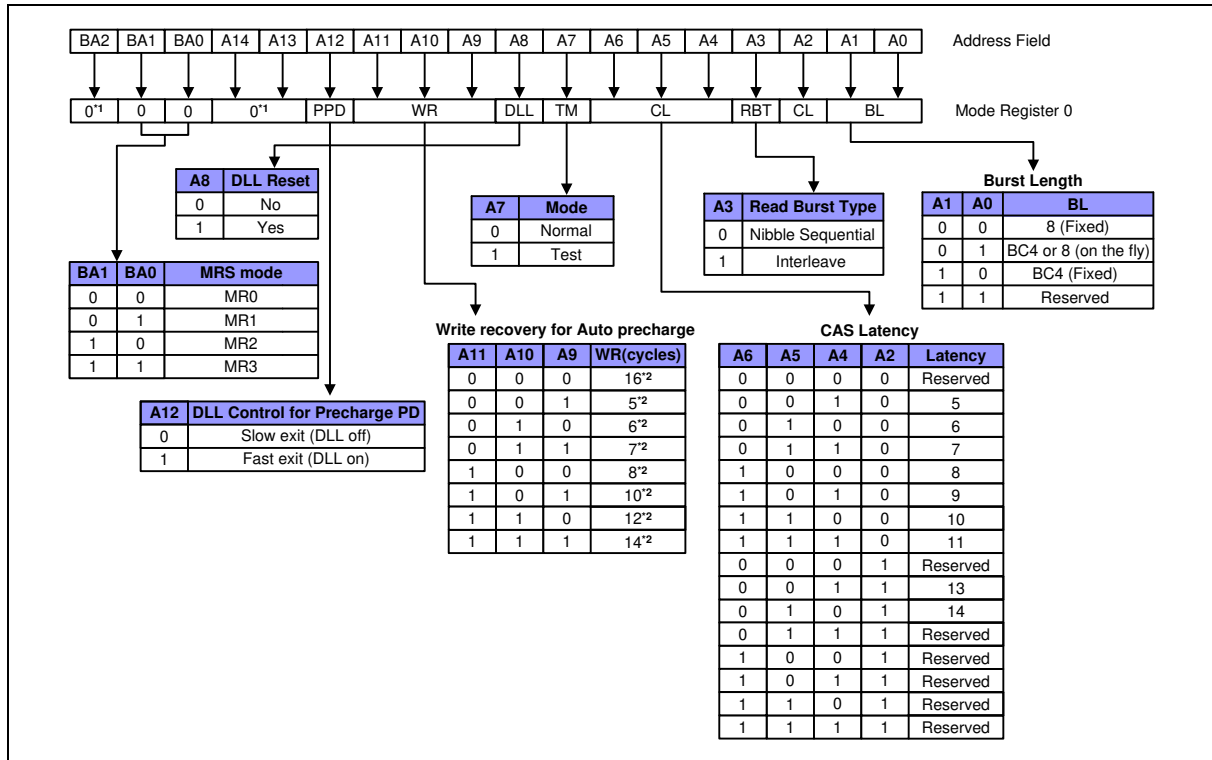 BA2 BA1 BA0 A14 A13 A12 A11 A10 A9 A8 A7 A6 A5 A4 A3 A2 A1 A0 Address Field
0*1 0 0 0*1 PPD WR DLL TM CL RBT CL BL Mode Register 0
A8 DLL Reset
0 No
1 Yes
A7 Mode
0 Normal
1 Test
A3 Read Burst Type
0 Nibble Sequential
1 Interleave
Burst Length
A1 A0 BL
0 0 8 (Fixed)
0 1 BC4 or 8 (on the fly)
1 0 BC4 (Fixed)
1 1 Reserved
BA1 BA0 MRS mode
0 0 MR0
0 1 MR1
1 0 MR2
1 1 MR3
A12 DLL Control for Precharge PD
0 Slow exit (DLL off)
1 Fast exit (DLL on)
Write recovery for Auto precharge
A11 A10 A9 WR(cycles)
0 0 0 16*2
0 0 1 5*2
0 1 0 6*2
0 1 1 7*2
1 0 0 8*2
1 0 1 10*2
1 1 0 12*2
1 1 1 14*2
CAS Latency
A6 A5 A4 A2 Latency
0 0 0 0 Reserved
0 0 1 0 5
0 1 0 0 6
0 1 1 0 7
1 0 0 0 8
1 0 1 0 9
1 1 0 0 10
1 1 1 0 11
0 0 0 1 Reserved
0 0 1 1 13
0 1 0 1 14
0 1 1 1 Reserved
1 0 0 1 Reserved
1 0 1 1 Reserved
1 1 0 1 Reserved
1 1 1 1 Reserved